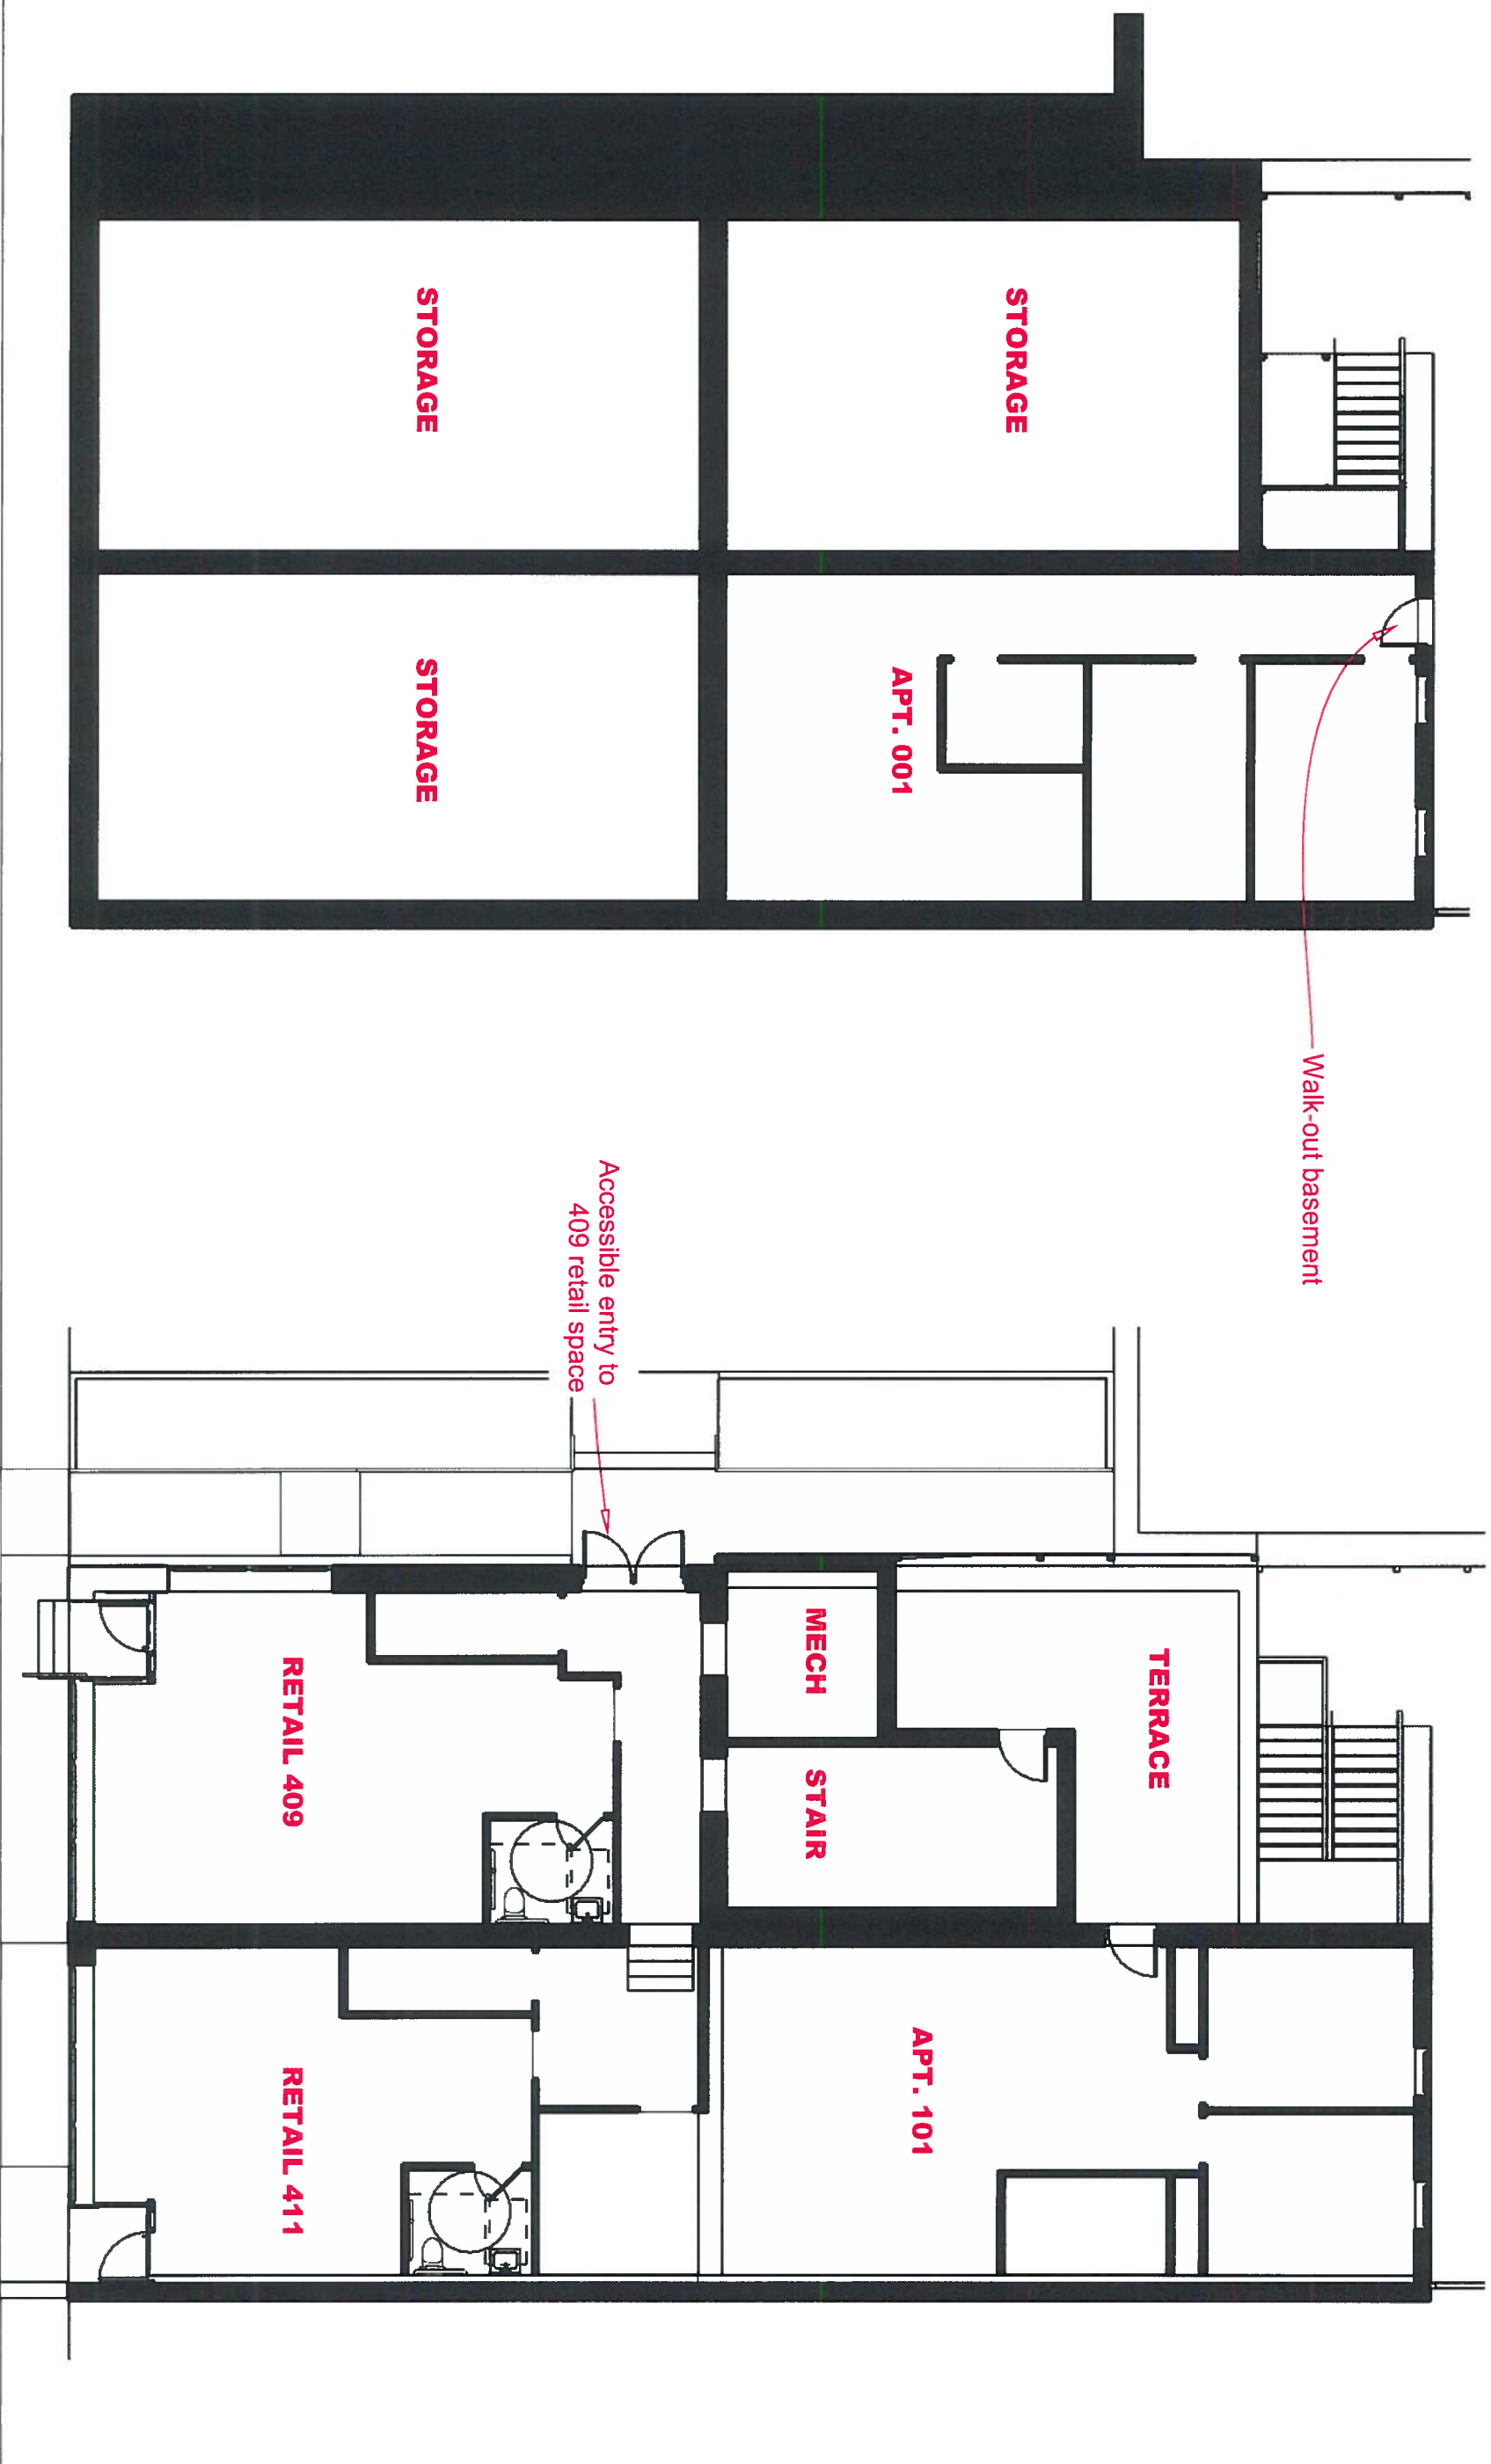 STORAGE
STORAGE
STORAGE
APT. 001
Walk-out basement
Accessible entry to
409 retail space
TERRACE
MECH
STAIR
RETAIL 409
APT. 101
RETAIL 411